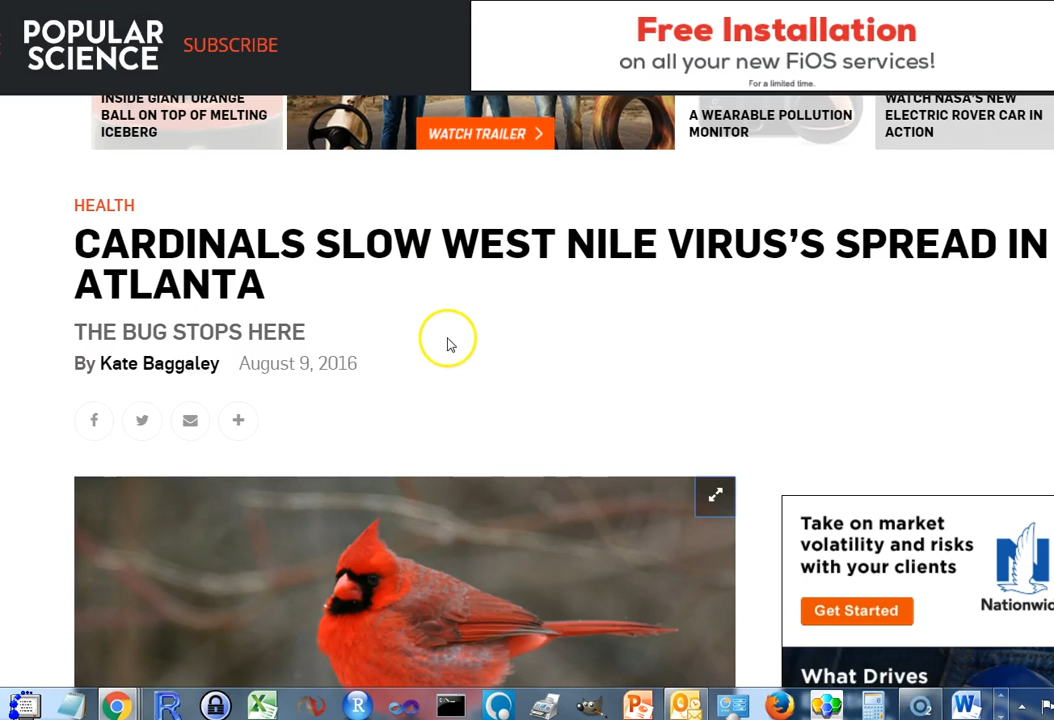 POPULAR
SCIENCE
SUBSCRIBE
Free Installation
on all your new FiOS services!
For a limited time.
INSIDE GIANT ORANGE
BALL ON TOP OF MELTING
ICEBERG
WATCH TRAILER
A WEARABLE POLLUTION
MONITOR
WATCH NASA'S NEW
ELECTRIC ROVER CAR IN
ACTION
HEALTH
CARDINALS SLOW WEST NILE VIRUS’S SPREAD IN
ATLANTA
THE BUG STOPS HERE
By Kate Baggaley August 9, 2016
Take on market
volatility and risks
with your clients
Get Started
Nationwid
What Drives